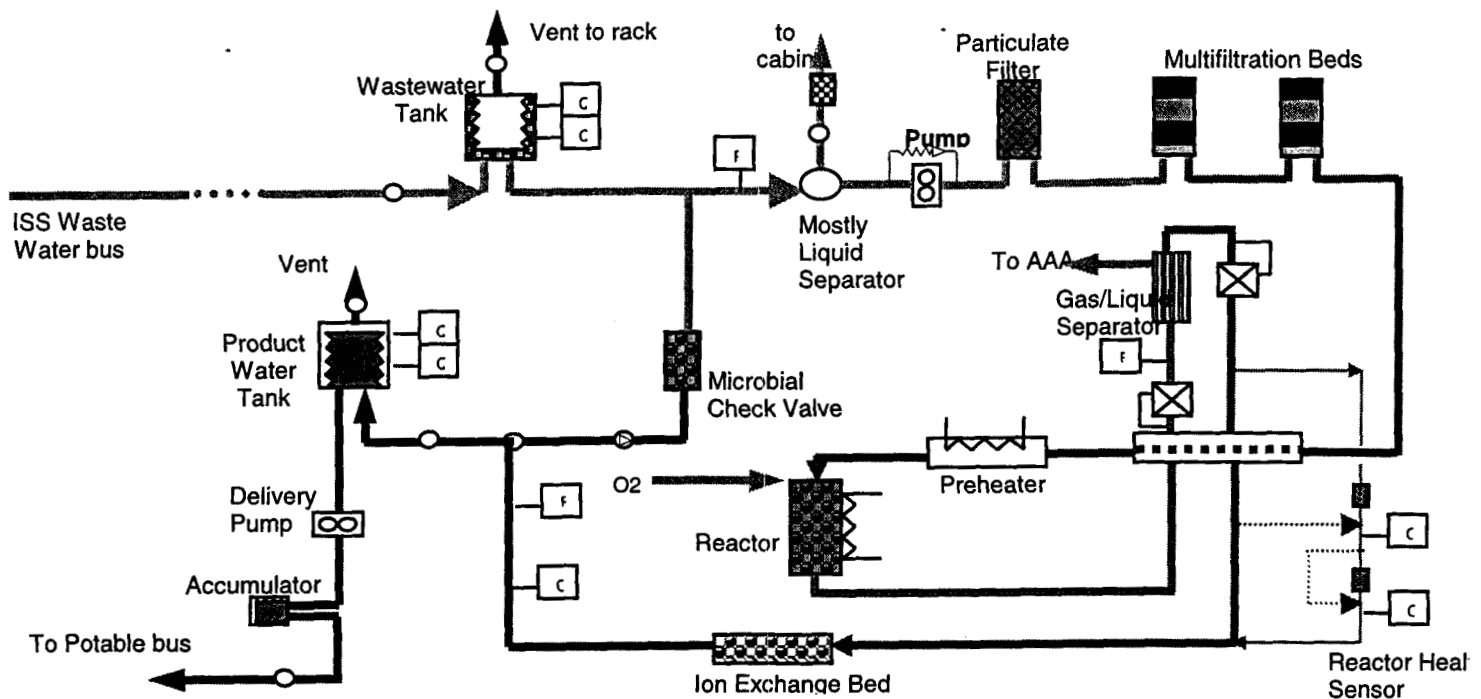 Vent to rack
to
cabin
Particulate
Filter
Multifiltration Beds
Wastewater
Tank
C
C
F
Pump
ISS Waste
Water bus
Mostly
Liquid
Separator
Vent
To AAA
Gas/Liquid
Separator
F
C
C
Product
Water
Tank
Microbial
Check Valve
O2
Preheater
Delivery
Pump
F
Reactor
C
C
Accumulator
C
To Potable bus
Ion Exchange Bed
Reactor Heal
Sensor